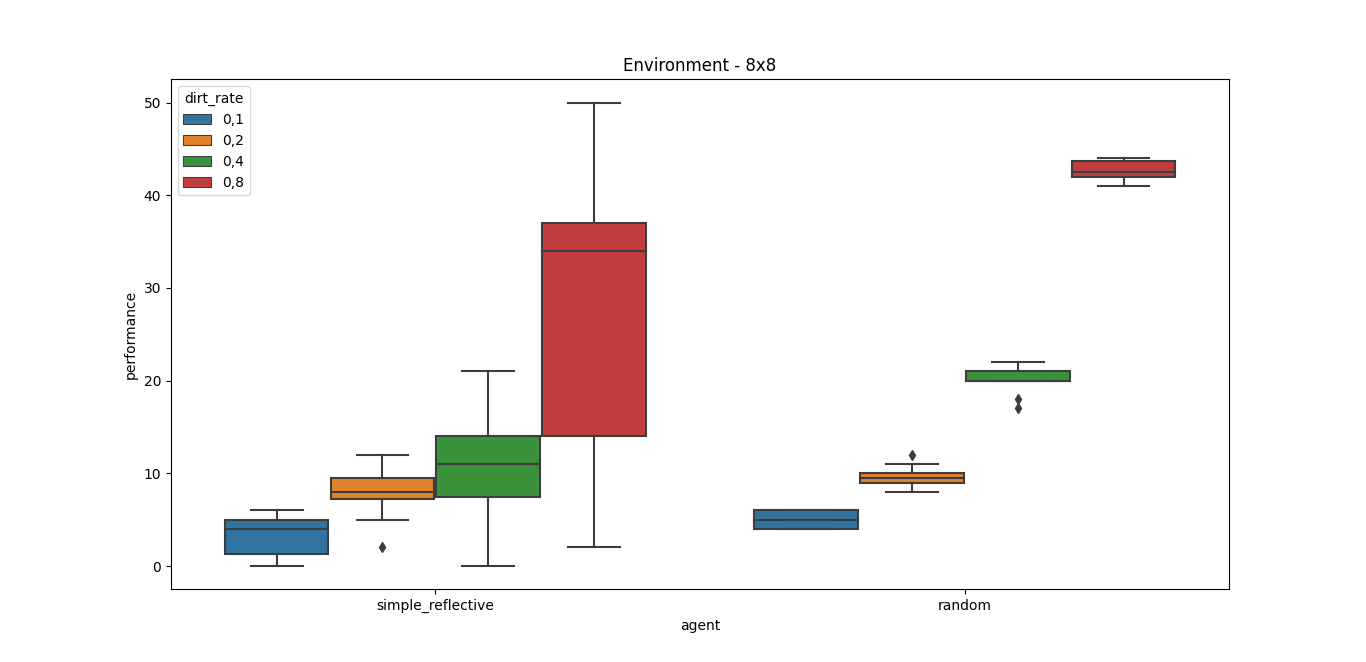 Environment - 8x8
dirt_rate
0,1
0,2
0,4
0,8
performance
50
40
30
20
10
0
simple_reflective
random
agent